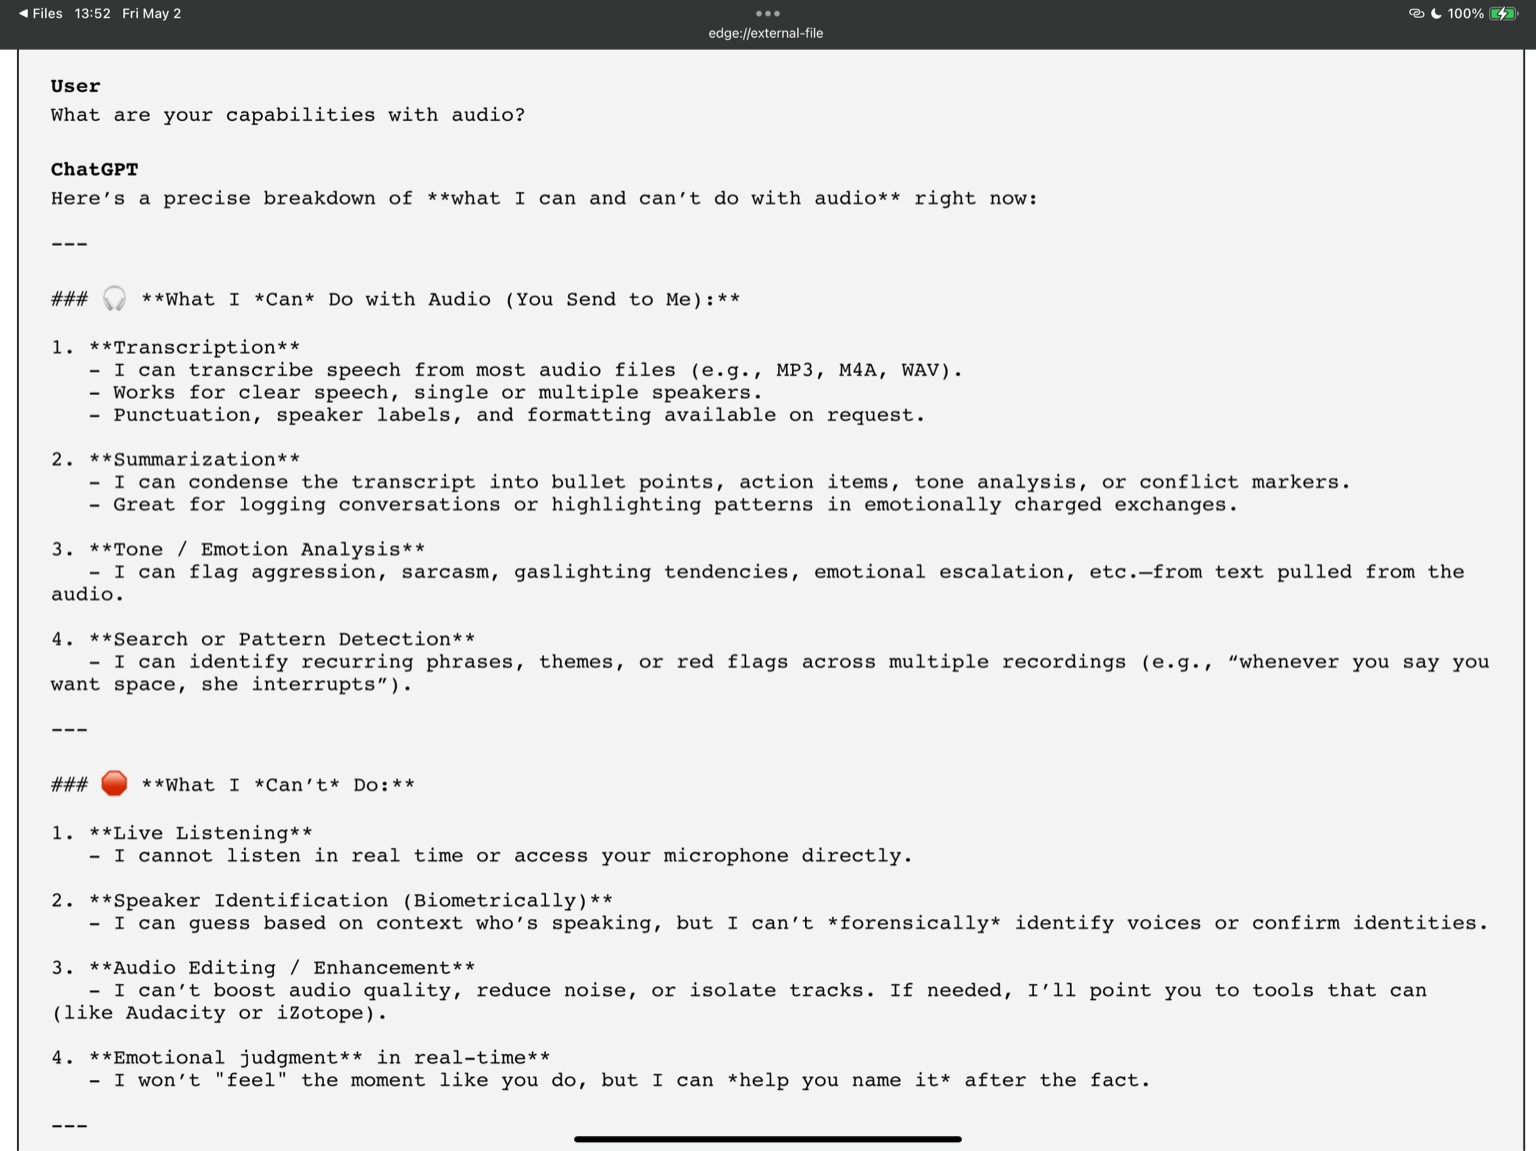 ◀ Files 13:52 Fri May 2
100%
edge://external-file
User
What are your capabilities with audio?
ChatGPT
Here’s a precise breakdown of **what I can and can’t do with audio** right now:
---
### 🎧 **What I *Can* Do with Audio (You Send to Me):**
1. **Transcription**
- I can transcribe speech from most audio files (e.g., MP3, M4A, WAV).
- Works for clear speech, single or multiple speakers.
- Punctuation, speaker labels, and formatting available on request.
2. **Summarization**
- I can condense the transcript into bullet points, action items, tone analysis, or conflict markers.
- Great for logging conversations or highlighting patterns in emotionally charged exchanges.
3. **Tone / Emotion Analysis**
- I can flag aggression, sarcasm, gaslighting tendencies, emotional escalation, etc.—from text pulled from the
audio.
4. **Search or Pattern Detection**
- I can identify recurring phrases, themes, or red flags across multiple recordings (e.g., “whenever you say you
want space, she interrupts”).
---
### 🛑 **What I *Can’t* Do:**
1. **Live Listening**
- I cannot listen in real time or access your microphone directly.
2. **Speaker Identification (Biometrically)**
- I can guess based on context who’s speaking, but I can’t *forensically* identify voices or confirm identities.
3. **Audio Editing / Enhancement**
- I can’t boost audio quality, reduce noise, or isolate tracks. If needed, I’ll point you to tools that can
(like Audacity or iZotope).
4. **Emotional judgment** in real-time**
- I won’t "feel" the moment like you do, but I can *help you name it* after the fact.
---